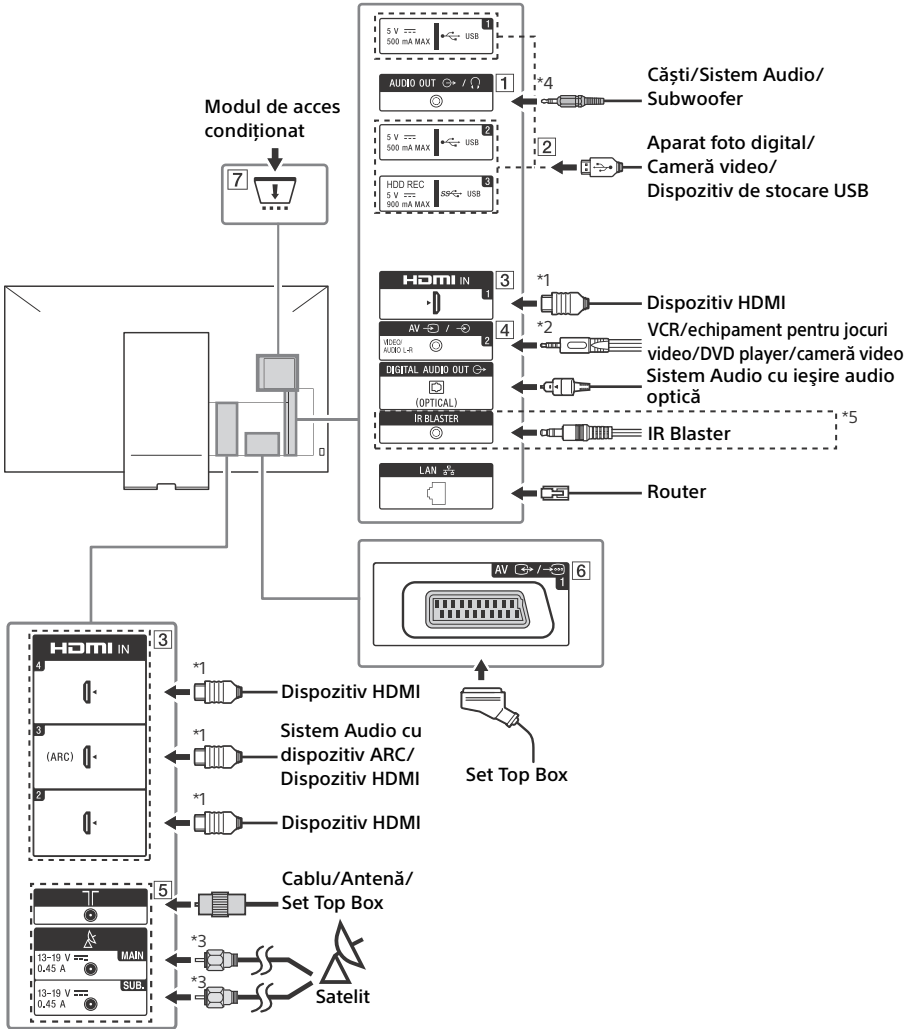 5 V ⎓
500 mA MAX
USB
1
AUDIO OUT / 
1
*4
Căști/Sistem Audio/
Subwoofer
Modul de acces
condiționat
7
5 V ⎓
500 mA MAX
USB
2
2
Aparat foto digital/
Cameră video/
Dispozitiv de stocare USB
HDD REC
5 V ⎓
900 mA MAX
SS
USB
3
HDMI IN
1
3
*1
Dispozitiv HDMI
AV /
VIDEO/
AUDIO L-R
2
4
*2
VCR/echipament pentru jocuri
video/DVD player/cameră video
DIGITAL AUDIO OUT
(OPTICAL)
Sistem Audio cu ieşire audio
optică
IR BLASTER
IR Blaster
*5
LAN
Router
AV /
1
6
Set Top Box
HDMI IN
3
4
*1
Dispozitiv HDMI
3
(ARC)
*1
Sistem Audio cu
dispozitiv ARC/
Dispozitiv HDMI
2
*1
Dispozitiv HDMI
5
Cablu/Antenă/
Set Top Box
13-19 V ⎓
0.45 A
MAIN
*3
13-19 V ⎓
0.45 A
SUB.
*3
Satelit